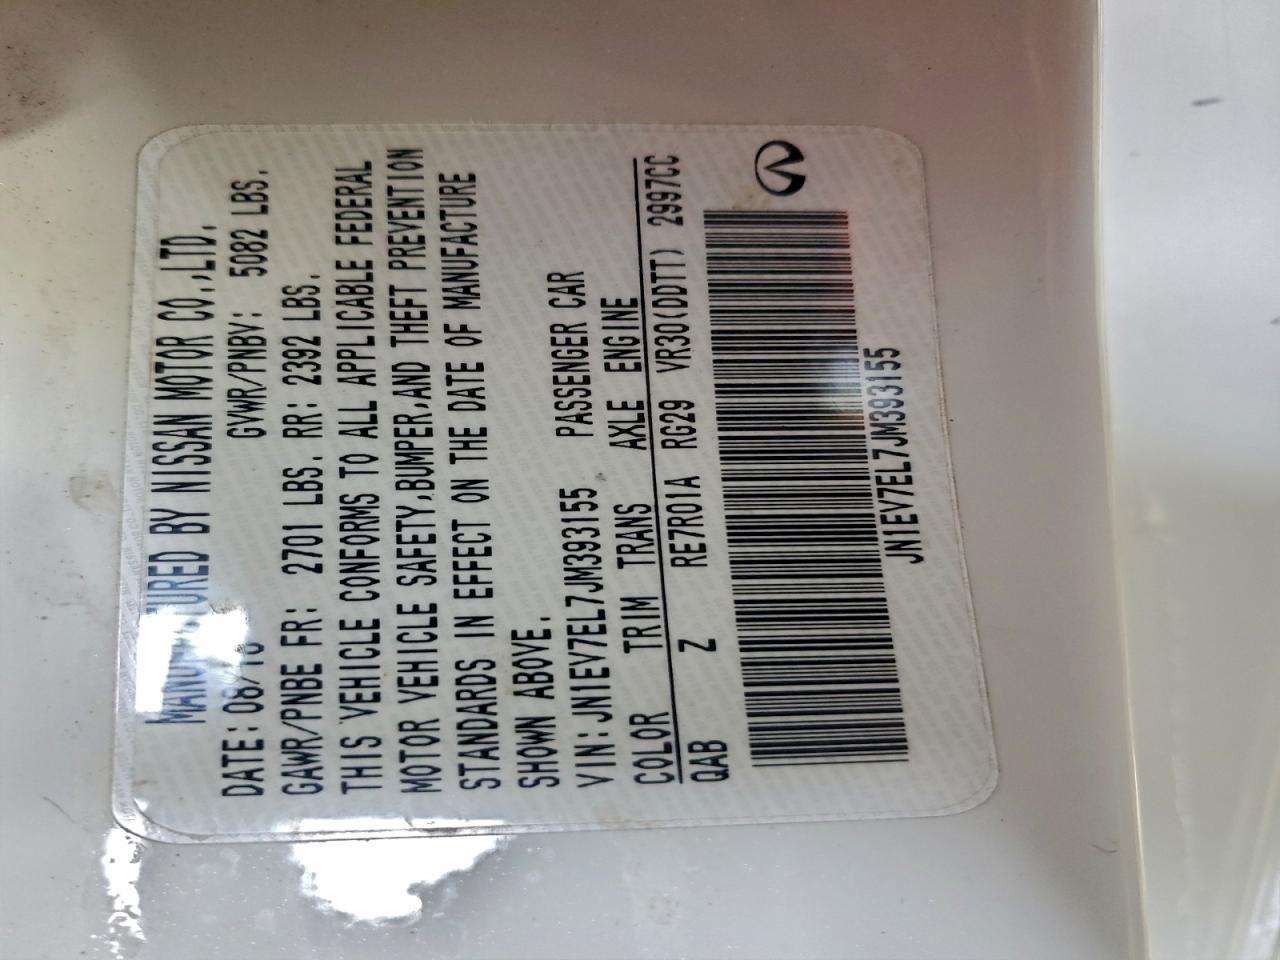 MANUFACTURED BY NISSAN MOTOR CO.,LTD.
DATE: GVWR/PNBV: 5082 LBS.
GAWR/PNBE FR: 2701 LBS. RR: 2392 LBS.
THIS VEHICLE CONFORMS TO ALL APPLICABLE FEDERAL
MOTOR VEHICLE SAFETY,BUMPER,AND THEFT PREVENTION
STANDARDS IN EFFECT ON THE DATE OF MANUFACTURE
SHOWN ABOVE.
VIN:JN1EV7EL7JM393155 PASSENGER CAR
COLOR TRIM TRANS AXLE ENGINE
QAB Z RE7R01A RG29 VR30(DDTT) 2997CC
JN1EV7EL7JM393155